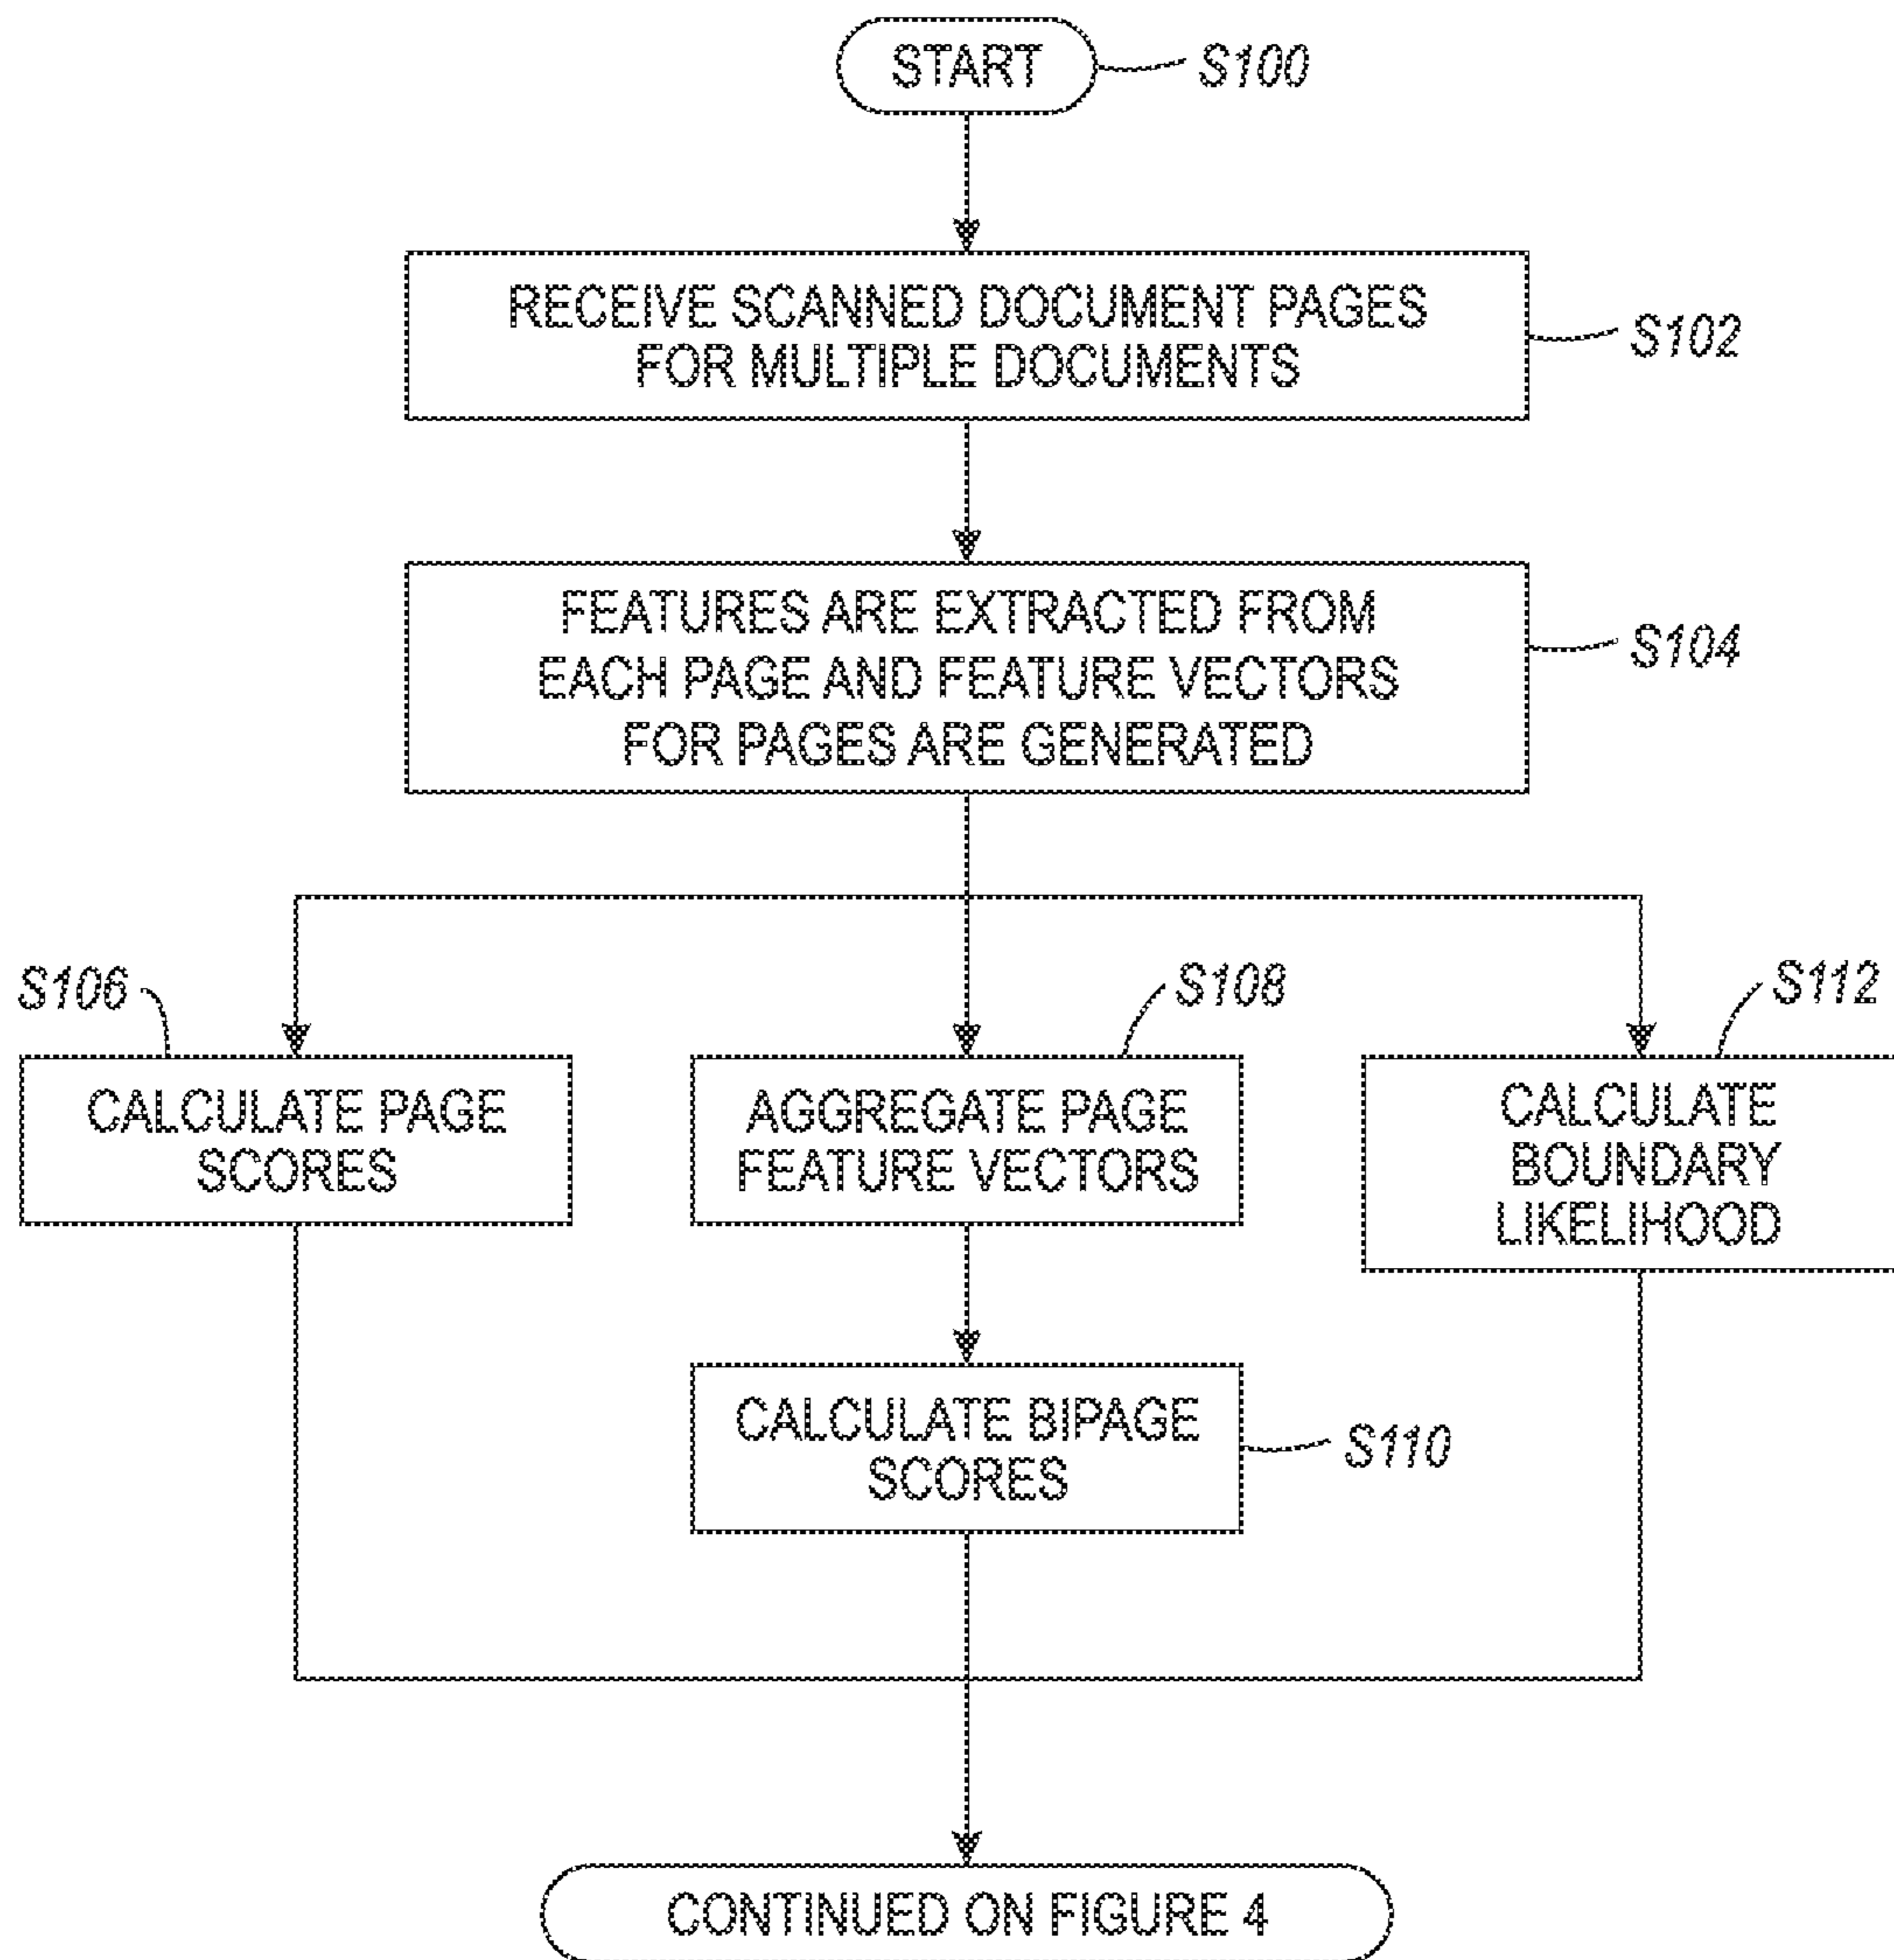 START
S100
RECEIVE SCANNED DOCUMENT PAGES
FOR MULTIPLE DOCUMENTS
S102
FEATURES ARE EXTRACTED FROM
EACH PAGE AND FEATURE VECTORS
FOR PAGES ARE GENERATED
S104
S106
CALCULATE PAGE
SCORES
S108
AGGREGATE PAGE
FEATURE VECTORS
S112
CALCULATE
BOUNDARY
LIKELIHOOD
CALCULATE BIPAGE
SCORES
S110
CONTINUED ON FIGURE 4